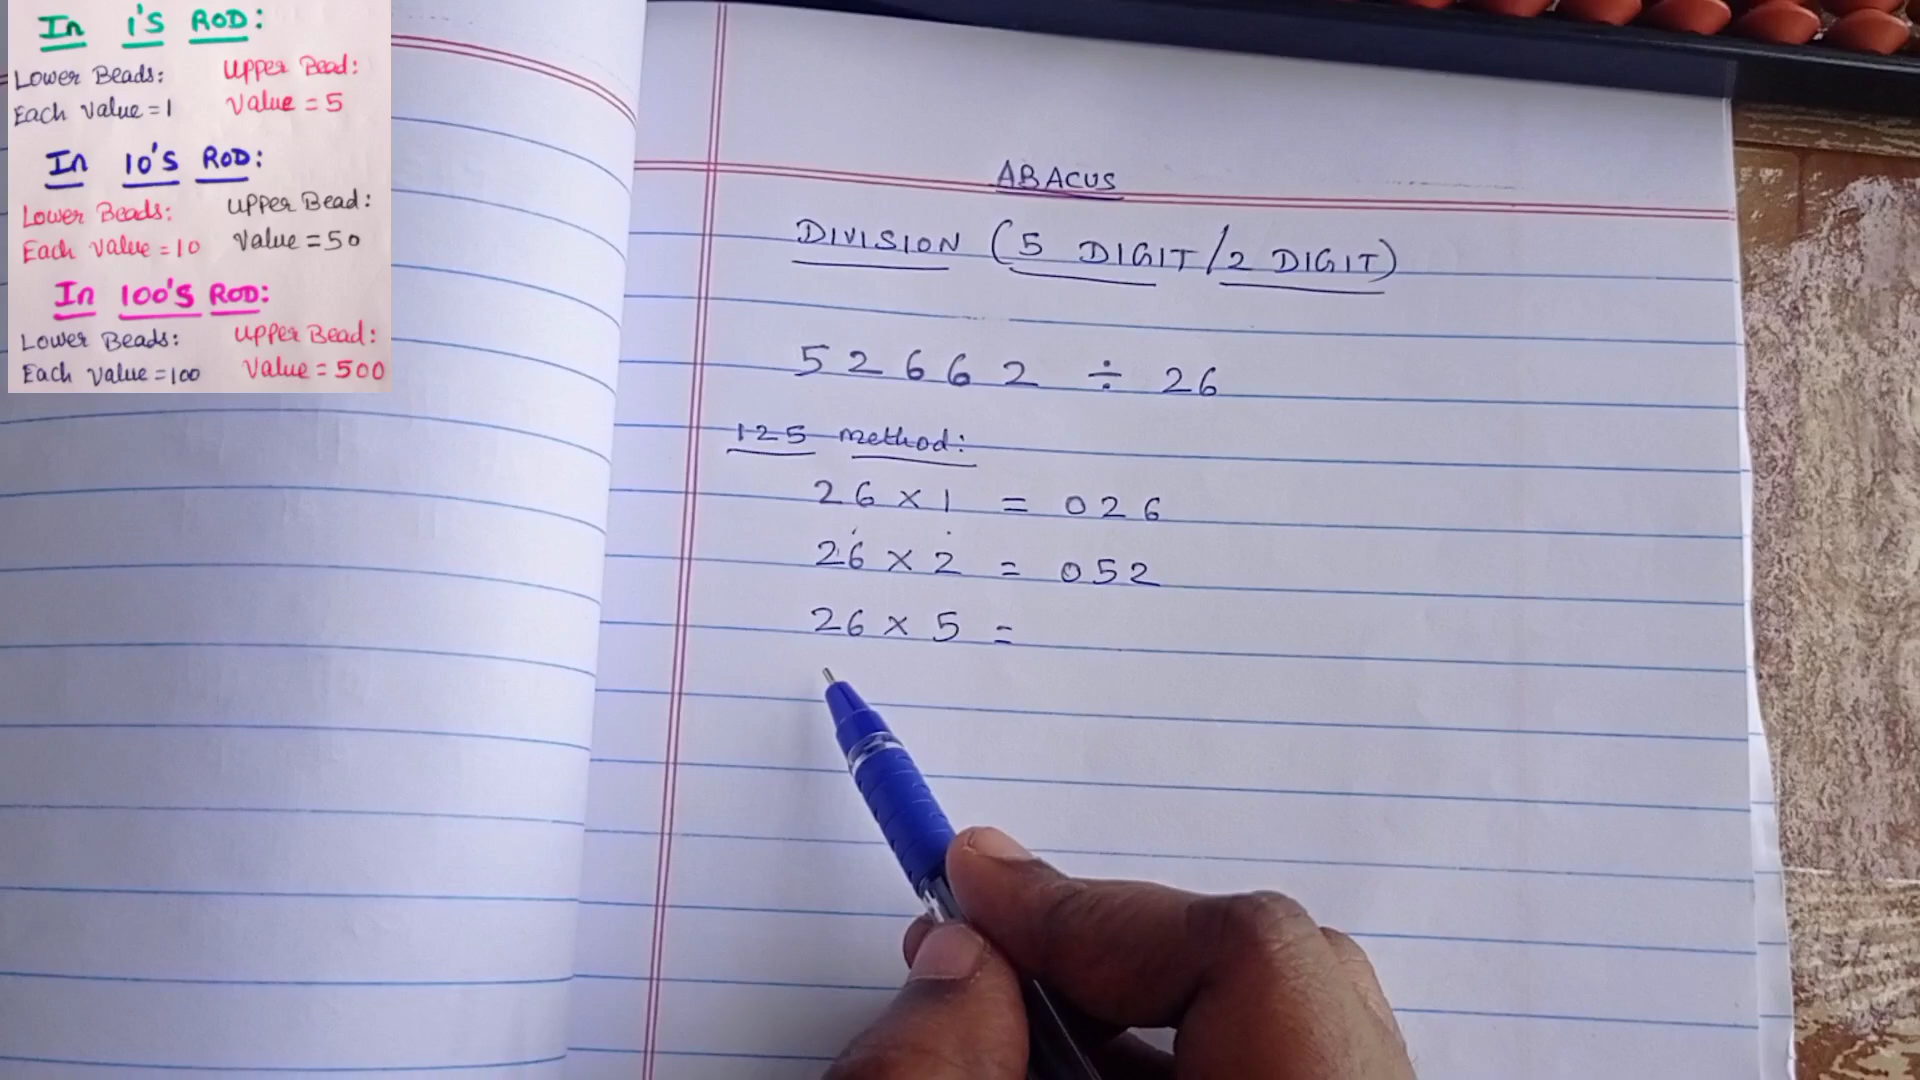 In 1'S ROD:
Lower Beads: Upper Bead:
Each Value = 1 Value = 5
In 10'S ROD:
Lower Beads: Upper Bead:
Each Value = 10 Value = 50
In 100'S ROD:
Lower Beads: Upper Bead:
Each Value = 100 Value = 500
ABACUS
DIVISION (5 DIGIT/2 DIGIT)
52662 ÷ 26
125 method:
26 × 1 = 026
26 × 2 = 052
26 × 5 =